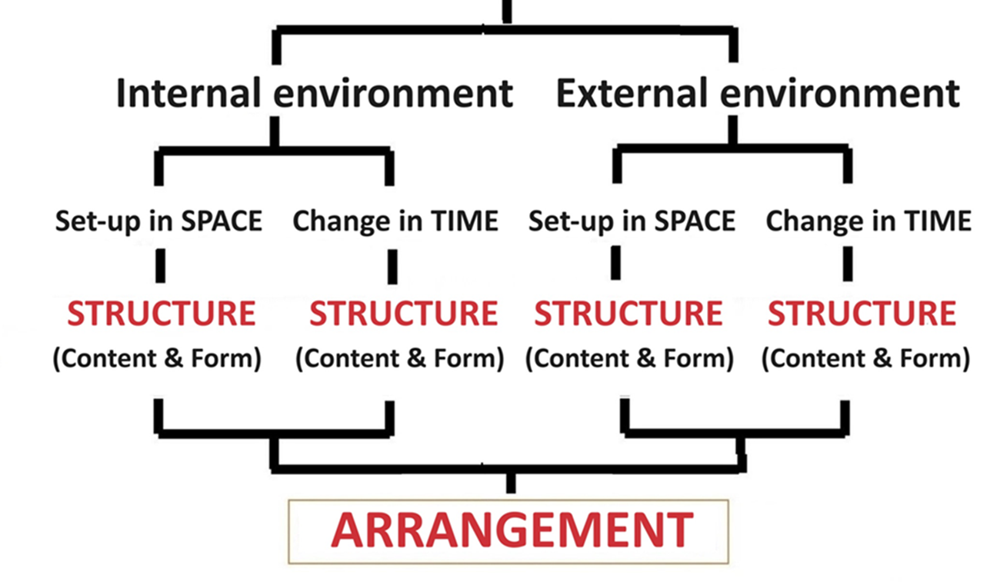 Internal environment External environment
Set-up in SPACE Change in TIME Set-up in SPACE Change in TIME
STRUCTURE STRUCTURE STRUCTURE STRUCTURE
(Content & Form) (Content & Form) (Content & Form) (Content & Form)
ARRANGEMENT